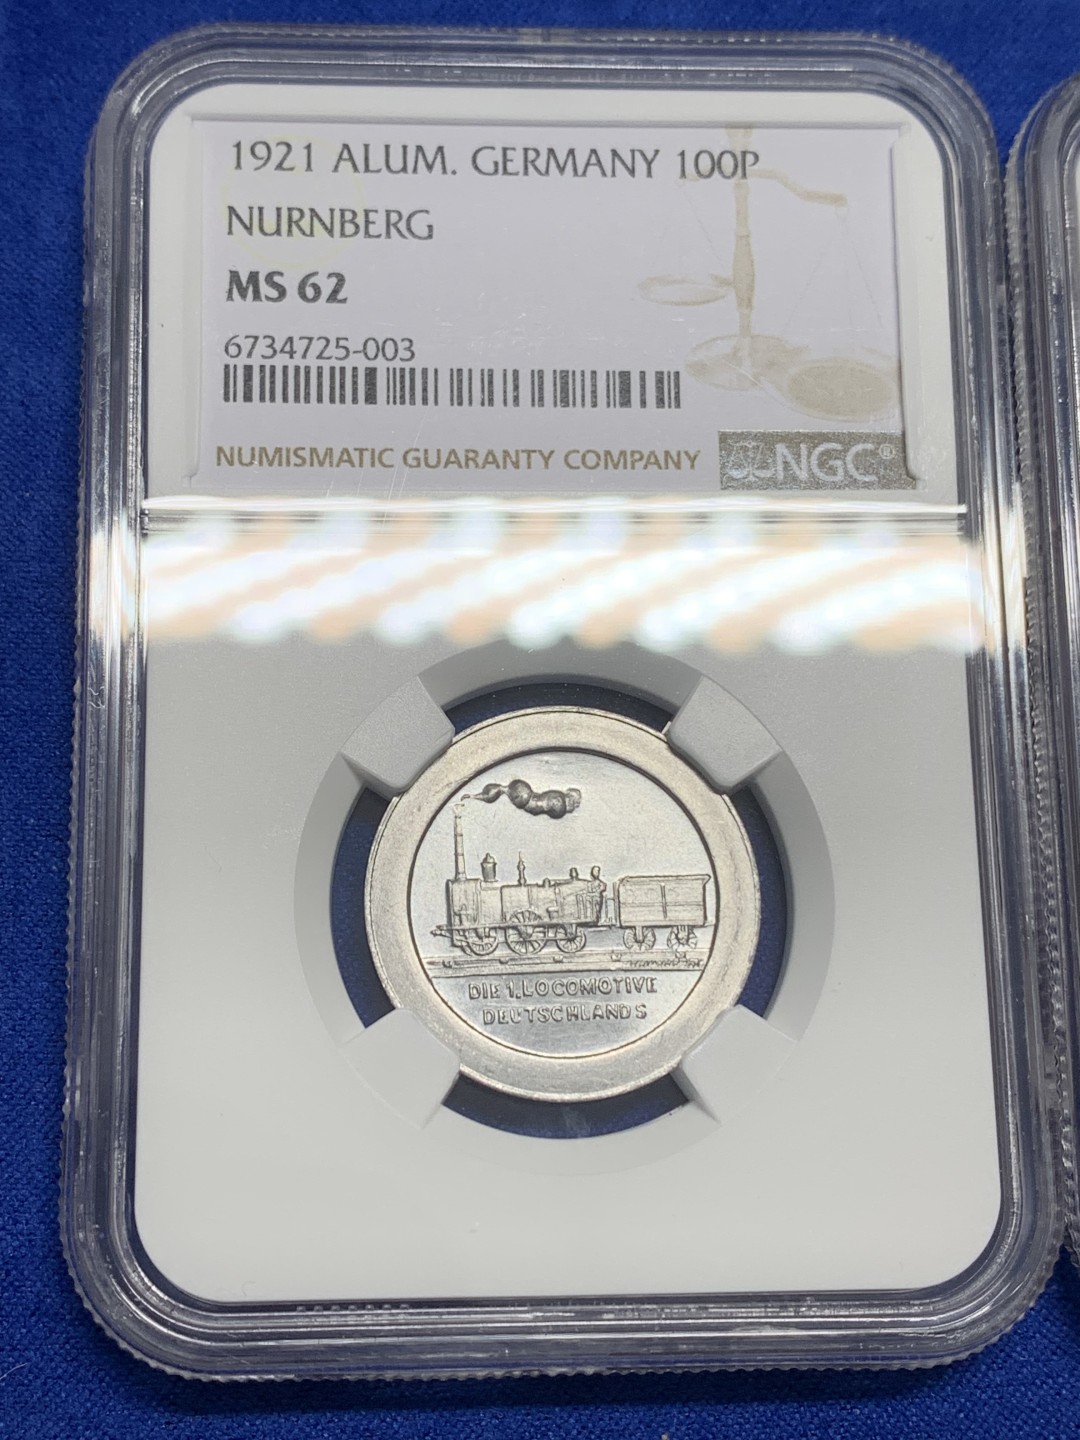 1921 ALUM. GERMANY 100P
NURNBERG
MS 62
6734725-003
NUMISMATIC GUARANTY COMPANY
NGC®
DIE 1. LOCOMOTIVE
DEUTSCHLANDS